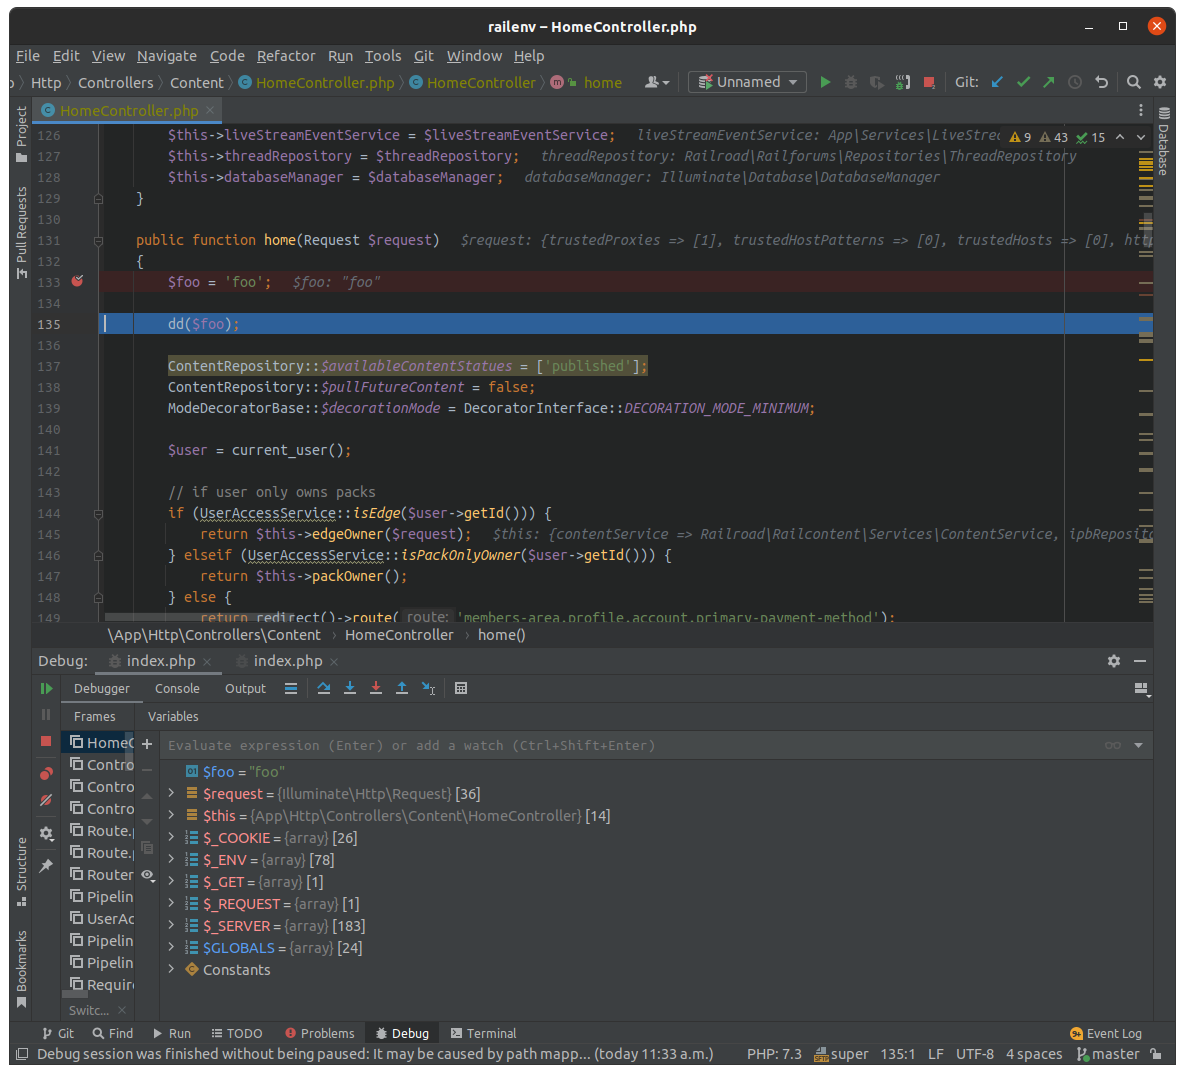 railenv – HomeController.php
File Edit View Navigate Code Refactor Run Tools Git Window Help
Http Controllers Content HomeController.php HomeController m home Unnamed Git:
HomeController.php
Project
Pull Requests
Structure
Bookmarks
Database
9 43 15
126 $this->liveStreamEventService = $liveStreamEventService; liveStreamEventService: App\Services\LiveStre
127 $this->threadRepository = $threadRepository; threadRepository: Railroad\Railforums\Repositories\ThreadRepository
128 $this->databaseManager = $databaseManager; databaseManager: Illuminate\Database\DatabaseManager
129 }
130
131 public function home(Request $request) $request: {trustedProxies => [1], trustedHostPatterns => [0], trustedHosts => [0], htt
132 {
133 $foo = 'foo'; $foo: "foo"
134
135 dd($foo);
136
137 ContentRepository::$availableContentStatues = ['published'];
138 ContentRepository::$pullFutureContent = false;
139 ModeDecoratorBase::$decorationMode = DecoratorInterface::DECORATION_MODE_MINIMUM;
140
141 $user = current_user();
142
143 // if user only owns packs
144 if (UserAccessService::isEdge($user->getId())) {
145 return $this->edgeOwner($request); $this: {contentService => Railroad\Railcontent\Services\ContentService, ipbReposito
146 } elseif (UserAccessService::isPackOnlyOwner($user->getId())) {
147 return $this->packOwner();
148 } else {
149 return redirect()->route( route: 'members-area.profile.account.primary-payment-method');
\App\Http\Controllers\Content › HomeController › home()
Debug: index.php × index.php ×
Debugger Console Output
Frames Variables
Evaluate expression (Enter) or add a watch (Ctrl+Shift+Enter)
HomeC
Contro
Contro
Contro
Route.
Route.
Router
Pipelin
UserAc
Pipelin
Pipelin
Requir
Switc... ×
$foo = "foo"
$request = {Illuminate\Http\Request} [36]
$this = {App\Http\Controllers\Content\HomeController} [14]
$_COOKIE = {array} [26]
$_ENV = {array} [78]
$_GET = {array} [1]
$_REQUEST = {array} [1]
$_SERVER = {array} [183]
$GLOBALS = {array} [24]
Constants
Git Find Run TODO Problems Debug Terminal 9+ Event Log
Debug session was finished without being paused: It may be caused by path mapp... (today 11:33 a.m.) PHP: 7.3 super 135:1 LF UTF-8 4 spaces master